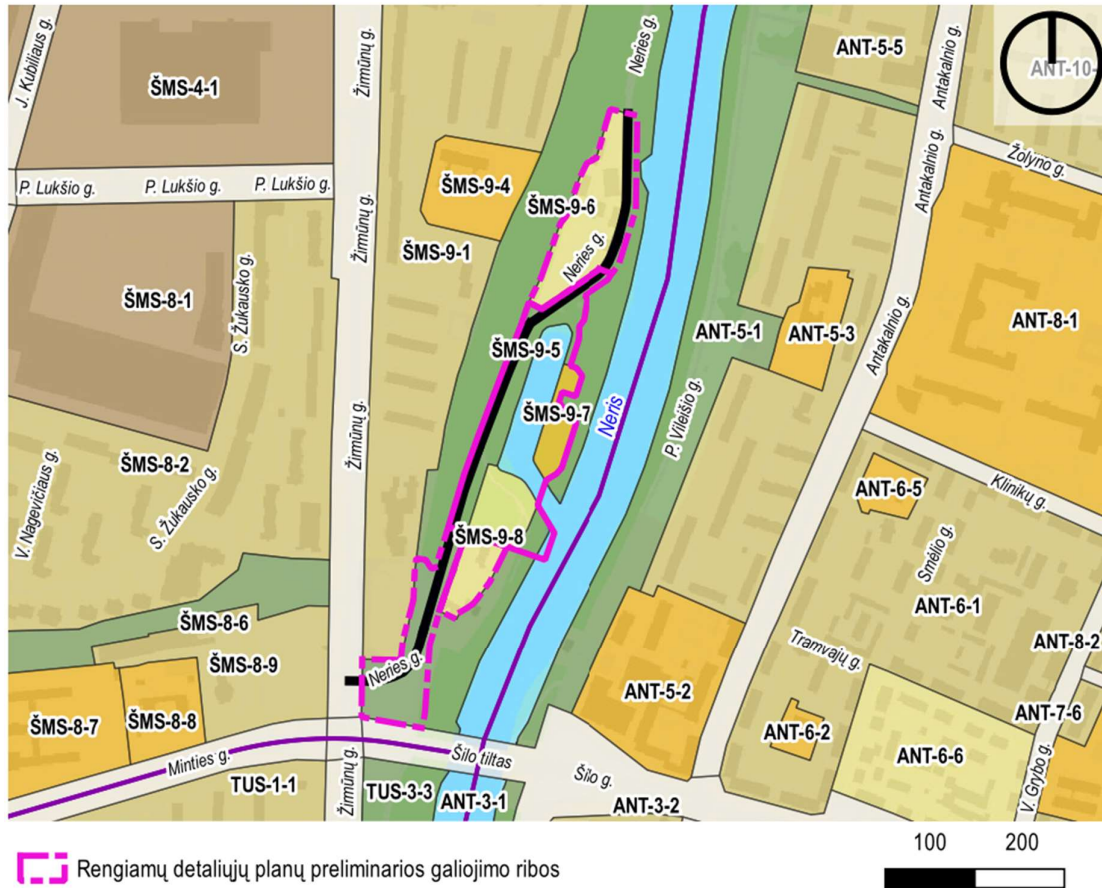 J. Kubiliaus g.
ŠMS-4-1
Žirmūnų g.
Neries g.
ANT-5-5
Antakalnio g.
ANT-10-
P. Lukšio g.
P. Lukšio g.
P. Lukšio g.
ŠMS-9-4
ŠMS-9-6
Žolyno g.
Antakalnio g.
Žirmūnų g.
ŠMS-9-1
Neries g.
ŠMS-8-1
S. Žukausko g.
ŠMS-9-5
ANT-5-1
ANT-5-3
Antakalnio g.
ANT-8-1
ŠMS-9-7
Neris
P. Vileišio g.
Žirmūnų g.
ŠMS-8-2
V. Nagevičiaus g.
S. Žukausko g.
ŠMS-9-8
ANT-6-5
Klinikų g.
Smėlio g.
ANT-6-1
ŠMS-8-6
ŠMS-8-9
Neries g.
Tramvajų g.
ANT-8-2
ŠMS-8-7
ŠMS-8-8
ANT-5-2
ANT-6-2
ANT-7-6
ANT-6-6
Minties g.
Šilo tiltas
Šilo g.
V. Grybo g.
TUS-1-1
Žirmūnų g.
TUS-3-3
ANT-3-1
ANT-3-2
Rengiamų detaliųjų planų preliminarios galiojimo ribos
100 200